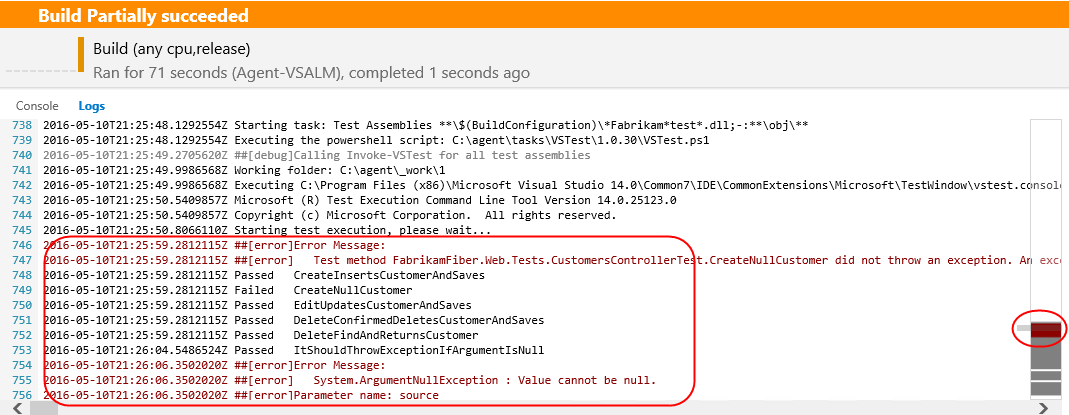 Build Partially succeeded
Build (any cpu,release)
Ran for 71 seconds (Agent-VSALM), completed 1 seconds ago
Console Logs
738 2016-05-10T21:25:48.1292554Z Starting task: Test Assemblies **\$(BuildConfiguration)\*Fabrikam*test*.dll;-:**\obj\**
739 2016-05-10T21:25:48.1292554Z Executing the powershell script: C:\agent\tasks\VSTest\1.0.30\VSTest.ps1
740 2016-05-10T21:25:49.2705620Z ##[debug]Calling Invoke-VSTest for all test assemblies
741 2016-05-10T21:25:49.9986568Z Working folder: C:\agent\_work\1
742 2016-05-10T21:25:49.9986568Z Executing C:\Program Files (x86)\Microsoft Visual Studio 14.0\Common7\IDE\CommonExtensions\Microsoft\TestWindow\vstest.console
743 2016-05-10T21:25:50.5409857Z Microsoft (R) Test Execution Command Line Tool Version 14.0.25123.0
744 2016-05-10T21:25:50.5409857Z Copyright (c) Microsoft Corporation.  All rights reserved.
745 2016-05-10T21:25:50.8066110Z Starting test execution, please wait...
746 2016-05-10T21:25:59.2812115Z ##[error]Error Message:
747 2016-05-10T21:25:59.2812115Z ##[error]   Test method FabrikamFiber.Web.Tests.CustomersControllerTest.CreateNullCustomer did not throw an exception. An exce
748 2016-05-10T21:25:59.2812115Z Passed   CreateInsertsCustomerAndSaves
749 2016-05-10T21:25:59.2812115Z Failed   CreateNullCustomer
750 2016-05-10T21:25:59.2812115Z Passed   EditUpdatesCustomerAndSaves
751 2016-05-10T21:25:59.2812115Z Passed   DeleteConfirmedDeletesCustomerAndSaves
752 2016-05-10T21:25:59.2812115Z Passed   DeleteFindAndReturnsCustomer
753 2016-05-10T21:26:04.5486524Z Passed   ItShouldThrowExceptionIfArgumentIsNull
754 2016-05-10T21:26:06.3502020Z ##[error]Error Message:
755 2016-05-10T21:26:06.3502020Z ##[error]   System.ArgumentNullException : Value cannot be null.
756 2016-05-10T21:26:06.3502020Z ##[error]Parameter name: source